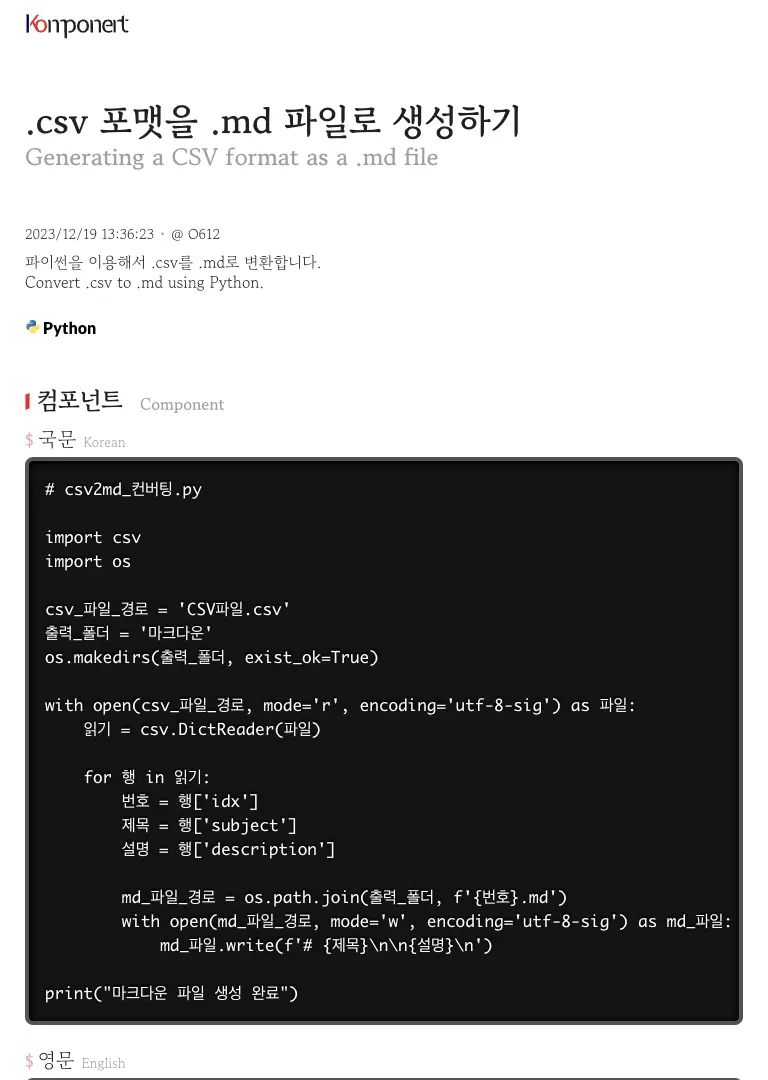 Komponert
.csv 포맷을 .md 파일로 생성하기
Generating a CSV format as a .md file
2023/12/19 13:36:23 · @ O612
파이썬을 이용해서 .csv를 .md로 변환합니다.
Convert .csv to .md using Python.
Python
컴포넌트 Component
$ 국문 Korean
# csv2md_컨버팅.py
import csv
import os
csv_파일_경로 = 'CSV파일.csv'
출력_폴더 = '마크다운'
os.makedirs(출력_폴더, exist_ok=True)
with open(csv_파일_경로, mode='r', encoding='utf-8-sig') as 파일:
    읽기 = csv.DictReader(파일)
    for 행 in 읽기:
        번호 = 행['idx']
        제목 = 행['subject']
        설명 = 행['description']
        md_파일_경로 = os.path.join(출력_폴더, f'{번호}.md')
        with open(md_파일_경로, mode='w', encoding='utf-8-sig') as md_파일:
            md_파일.write(f'# {제목}\n\n{설명}\n')
print("마크다운 파일 생성 완료")
$ 영문 English